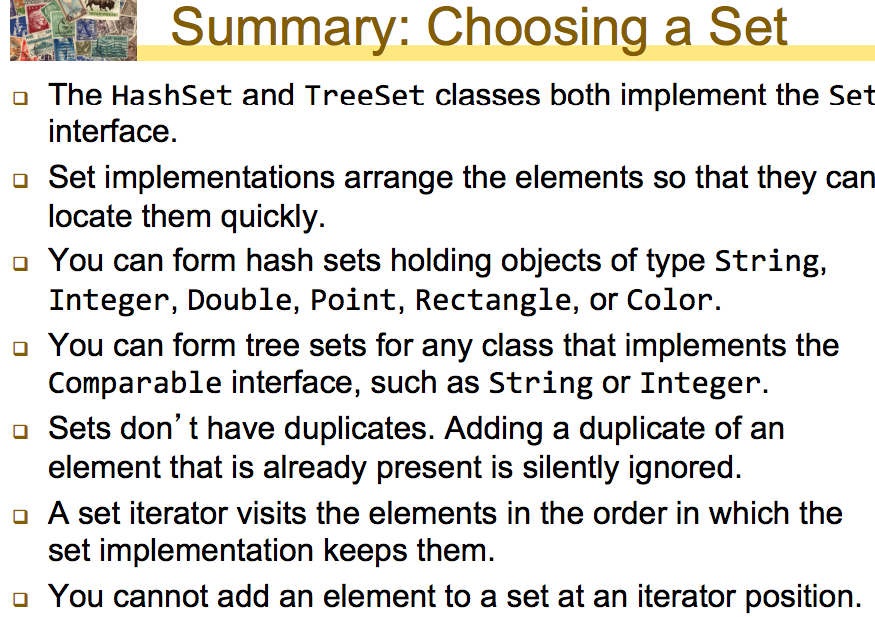 Summary: Choosing a Set
❑ The HashSet and TreeSet classes both implement the Set
interface.
❑ Set implementations arrange the elements so that they can
locate them quickly.
❑ You can form hash sets holding objects of type String,
Integer, Double, Point, Rectangle, or Color.
❑ You can form tree sets for any class that implements the
Comparable interface, such as String or Integer.
❑ Sets don’t have duplicates. Adding a duplicate of an
element that is already present is silently ignored.
❑ A set iterator visits the elements in the order in which the
set implementation keeps them.
❑ You cannot add an element to a set at an iterator position.